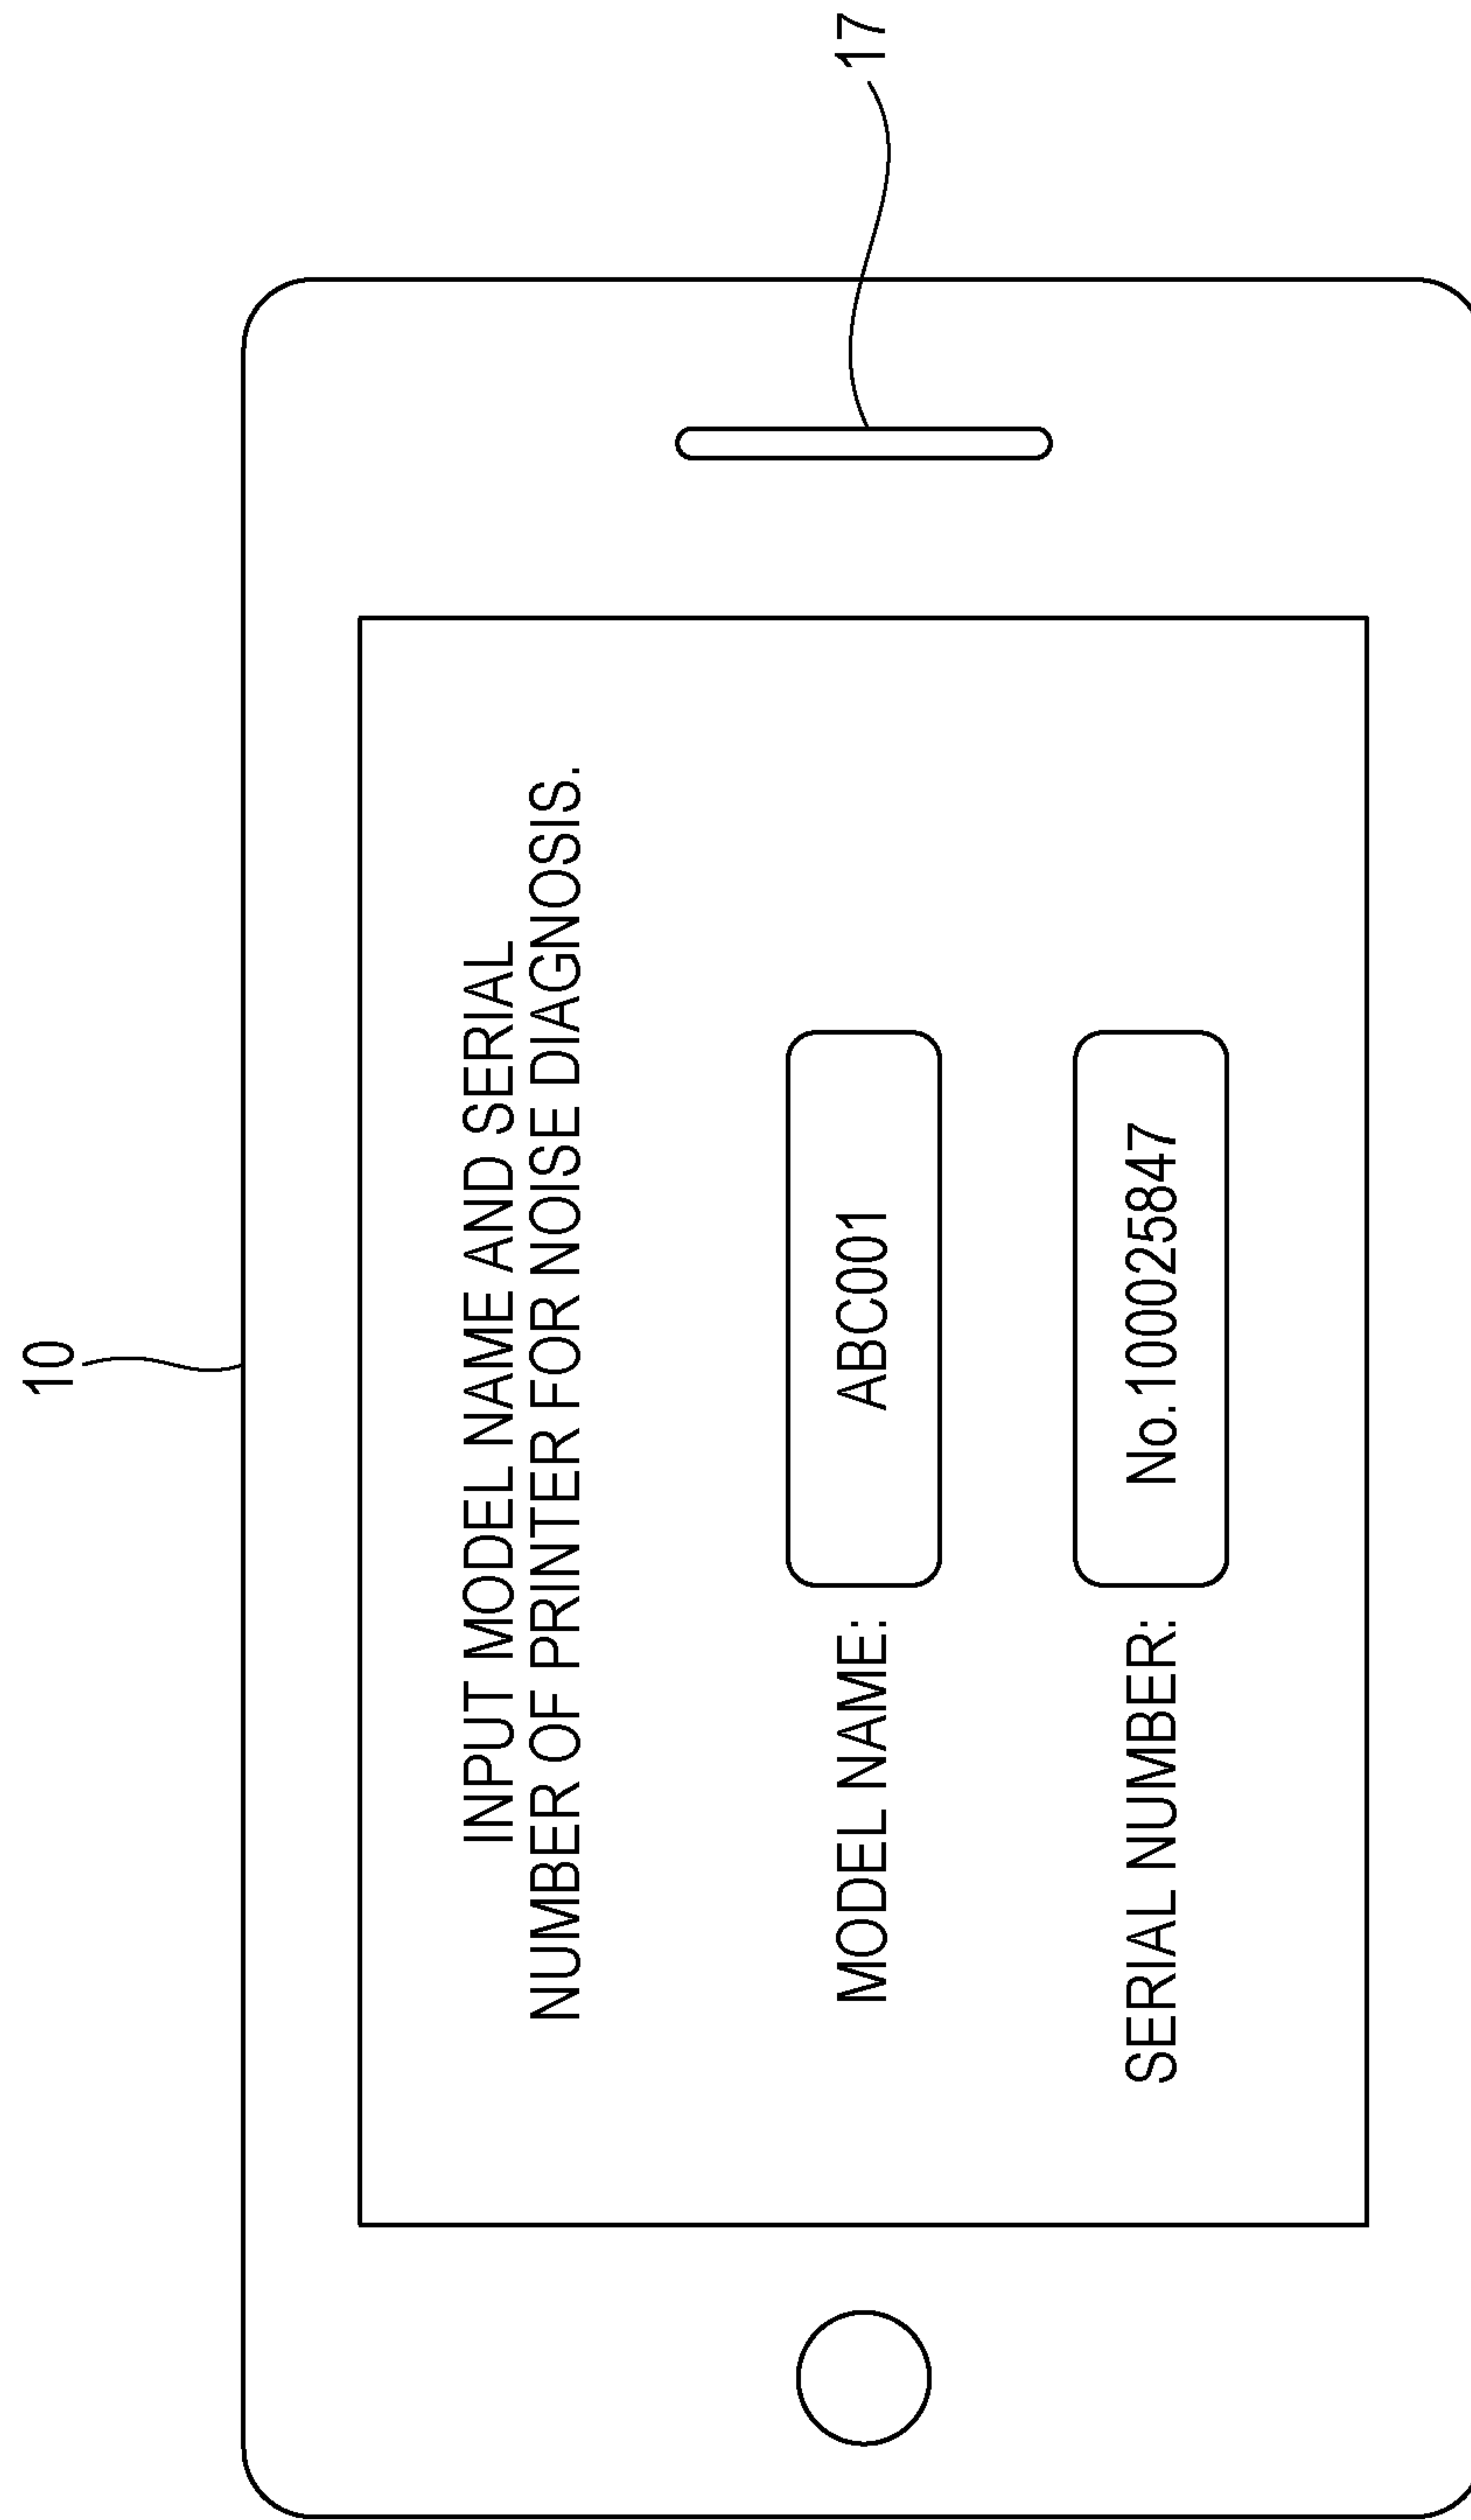 10
17
INPUT MODEL NAME AND SERIAL
NUMBER OF PRINTER FOR NOISE DIAGNOSIS.
MODEL NAME: ABC001
SERIAL NUMBER: No.100025847